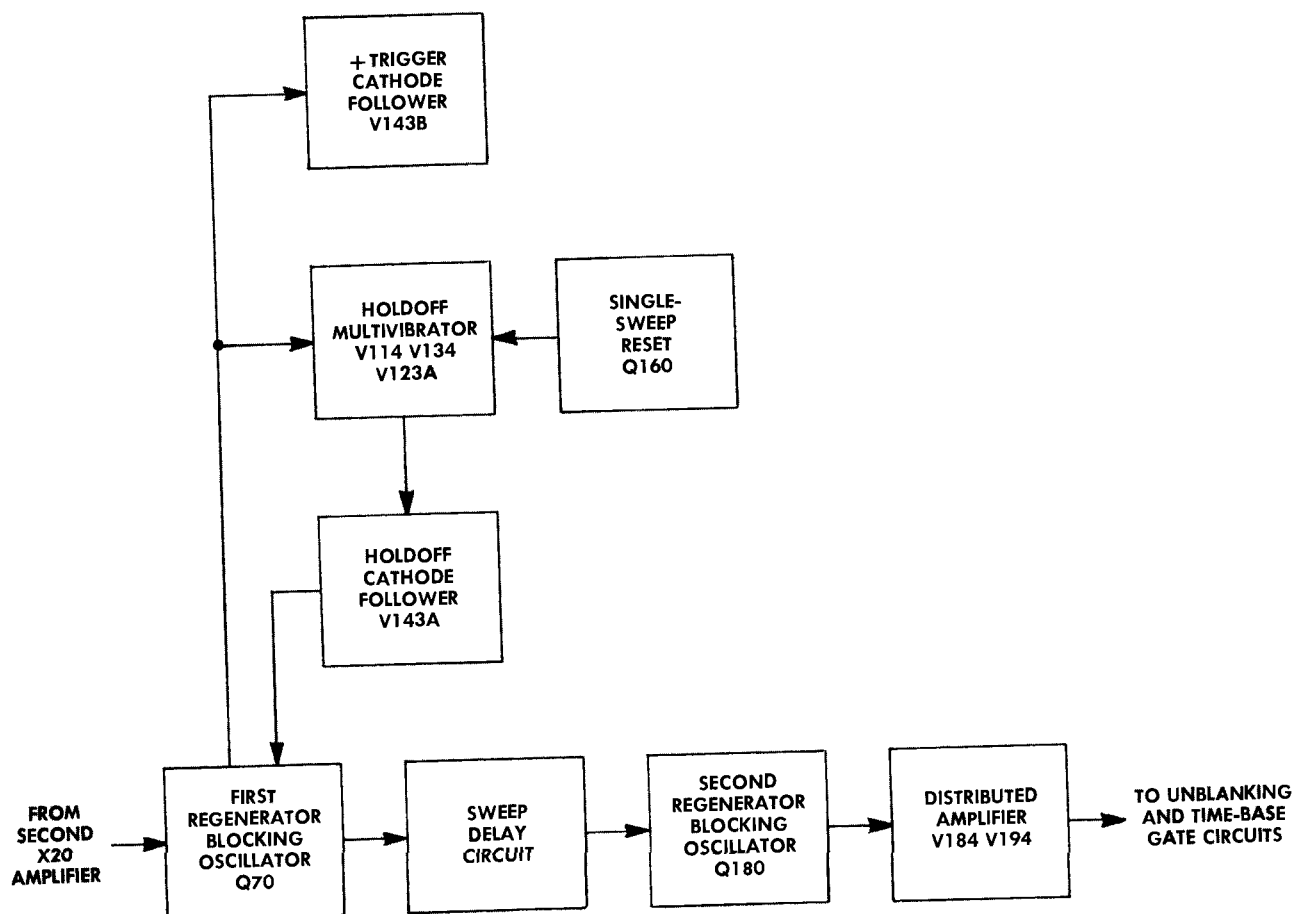 + TRIGGER
CATHODE
FOLLOWER
V143B
HOLDOFF
MULTIVIBRATOR
V114 V134
V123A
SINGLE-
SWEEP
RESET
Q160
HOLDOFF
CATHODE
FOLLOWER
V143A
FROM
SECOND
X20
AMPLIFIER
FIRST
REGENERATOR
BLOCKING
OSCILLATOR
Q70
SWEEP
DELAY
CIRCUIT
SECOND
REGENERATOR
BLOCKING
OSCILLATOR
Q180
DISTRIBUTED
AMPLIFIER
V184 V194
TO UNBLANKING
AND TIME-BASE
GATE CIRCUITS